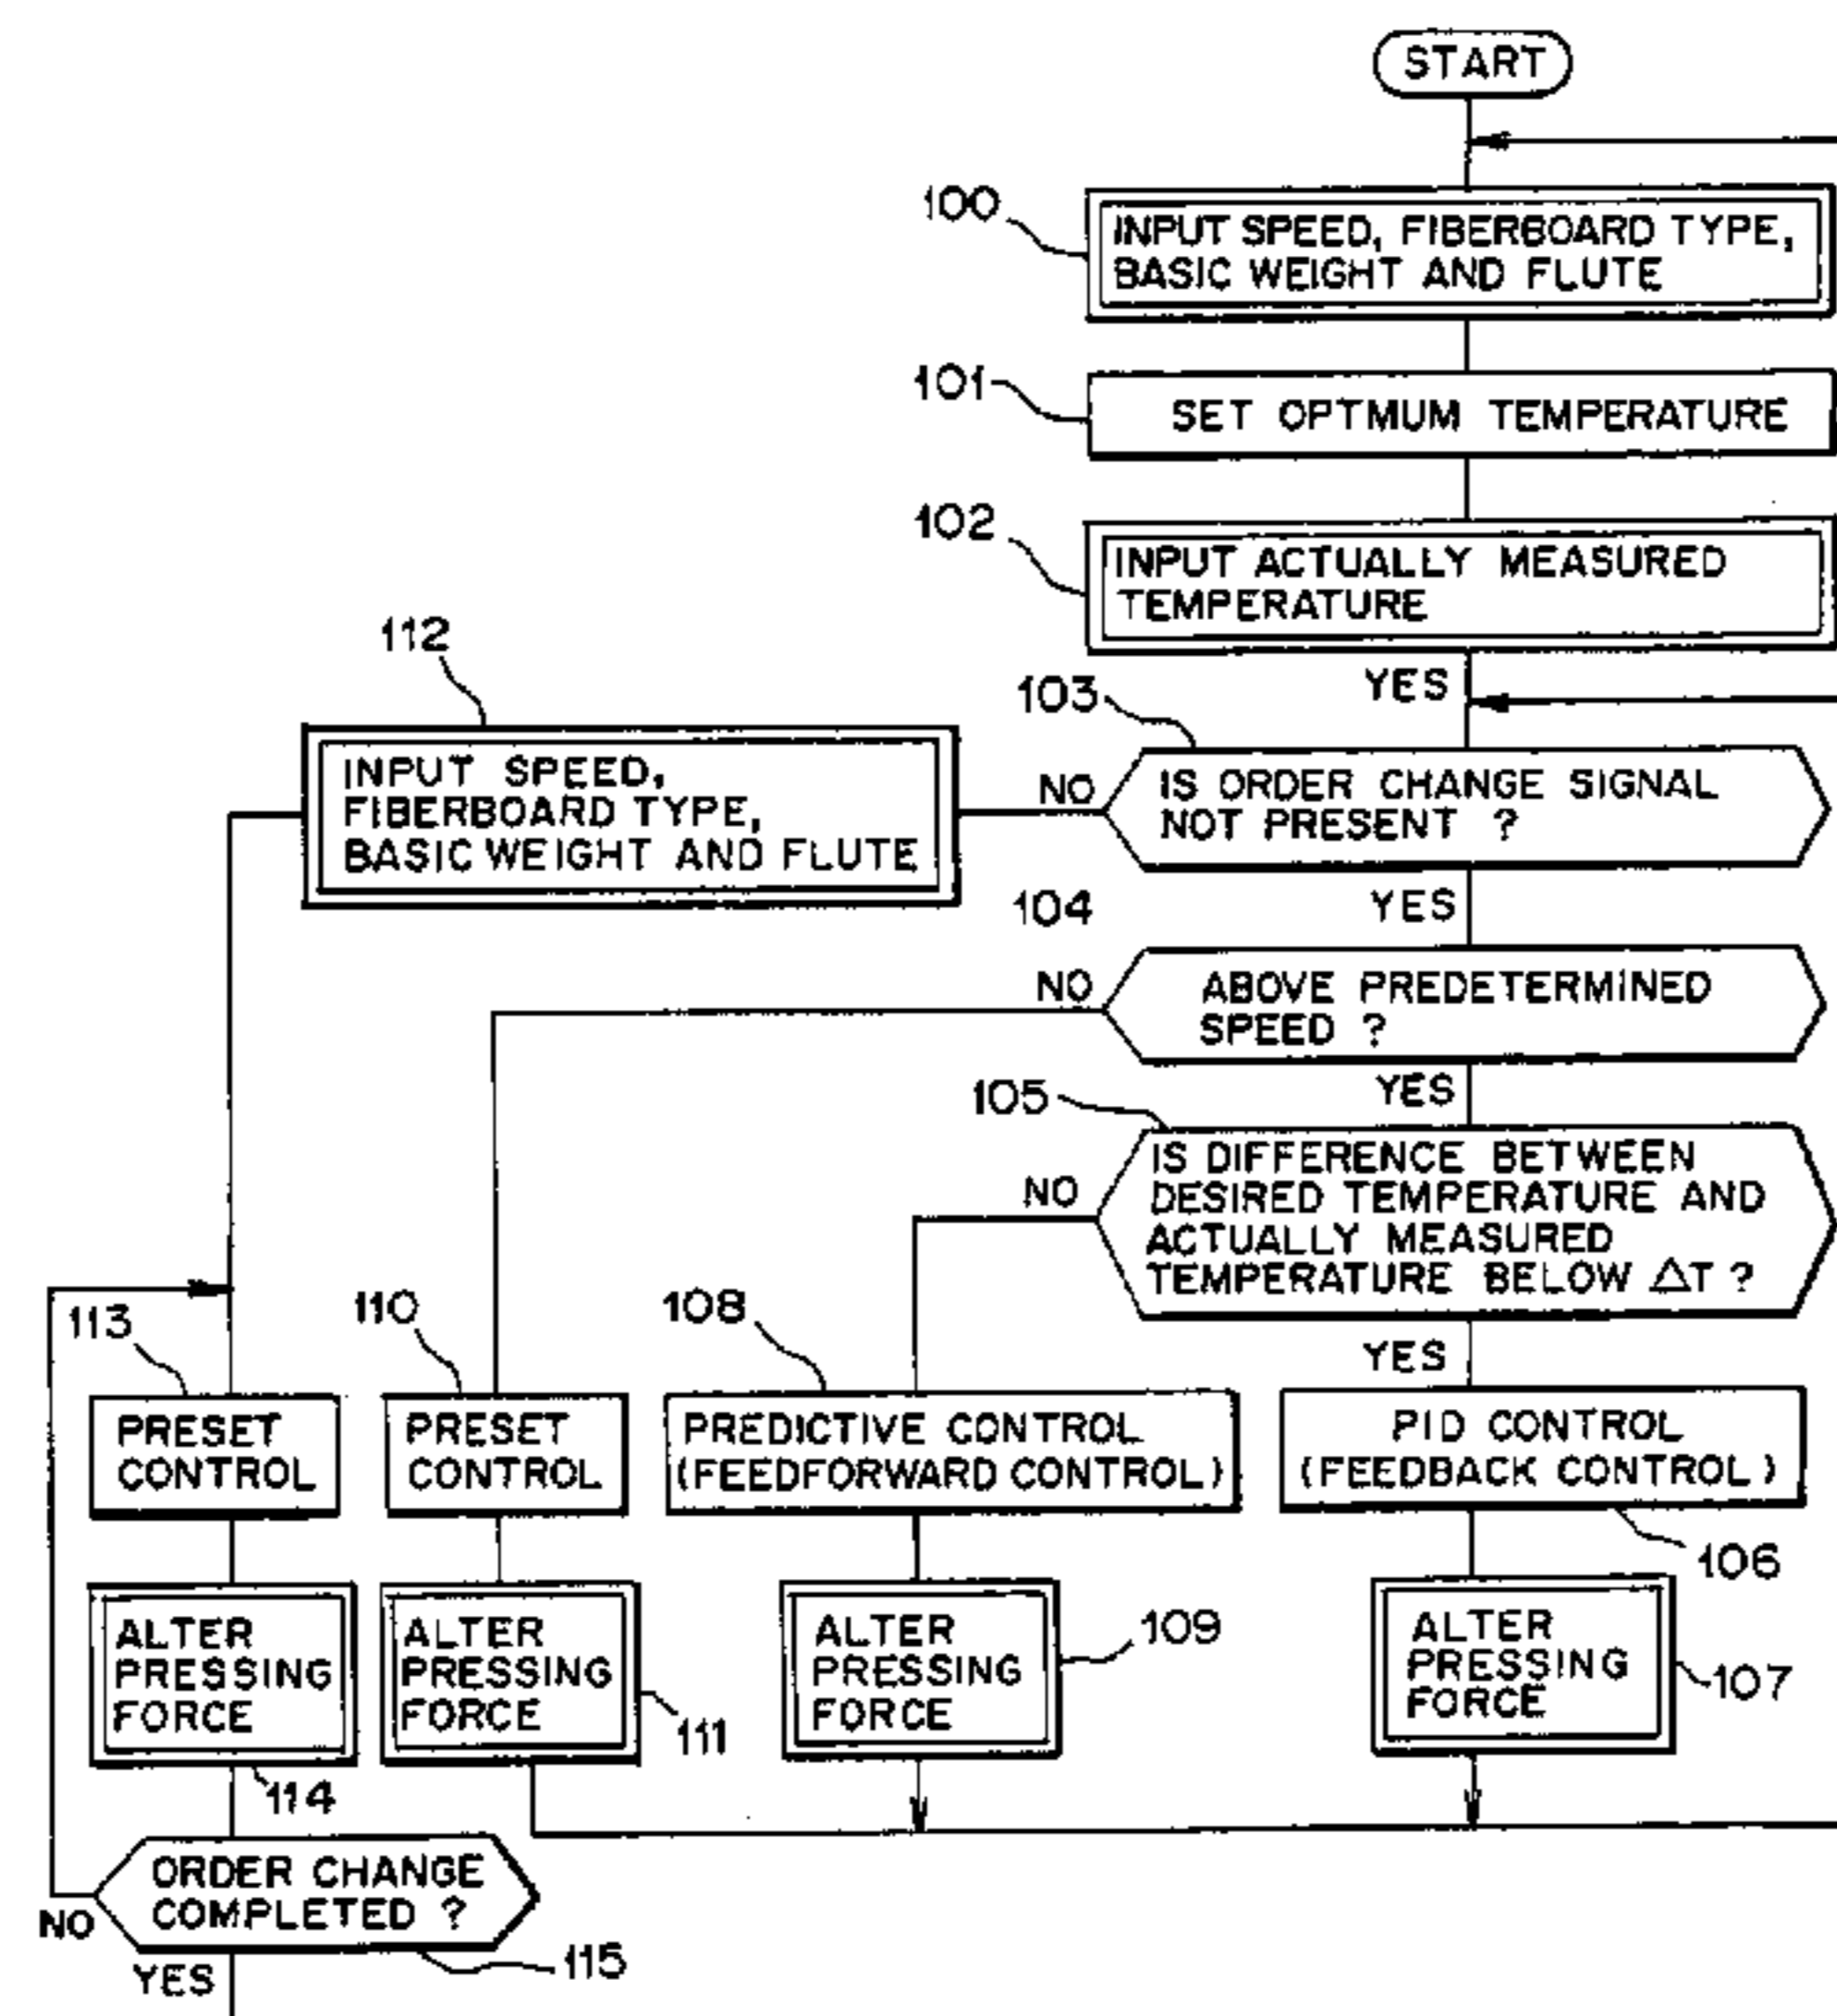 START
100
INPUT SPEED, FIBERBOARD TYPE,
BASIC WEIGHT AND FLUTE
101
SET OPTMUM TEMPERATURE
102
INPUT ACTUALLY MEASURED
TEMPERATURE
YES
112
INPUT SPEED,
FIBERBOARD TYPE,
BASIC WEIGHT AND FLUTE
103
NO
IS ORDER CHANGE SIGNAL
NOT PRESENT ?
YES
104
NO
ABOVE PREDETERMINED
SPEED ?
YES
105
NO
IS DIFFERENCE BETWEEN
DESIRED TEMPERATURE AND
ACTUALLY MEASURED
TEMPERATURE BELOW △T ?
YES
113
PRESET
CONTROL
110
PRESET
CONTROL
108
PREDICTIVE CONTROL
(FEEDFORWARD CONTROL)
PID CONTROL
(FEEDBACK CONTROL)
106
ALTER
PRESSING
FORCE
114
ALTER
PRESSING
FORCE
111
ALTER
PRESSING
FORCE
109
ALTER
PRESSING
FORCE
107
ORDER CHANGE
COMPLETED ?
NO
115
YES